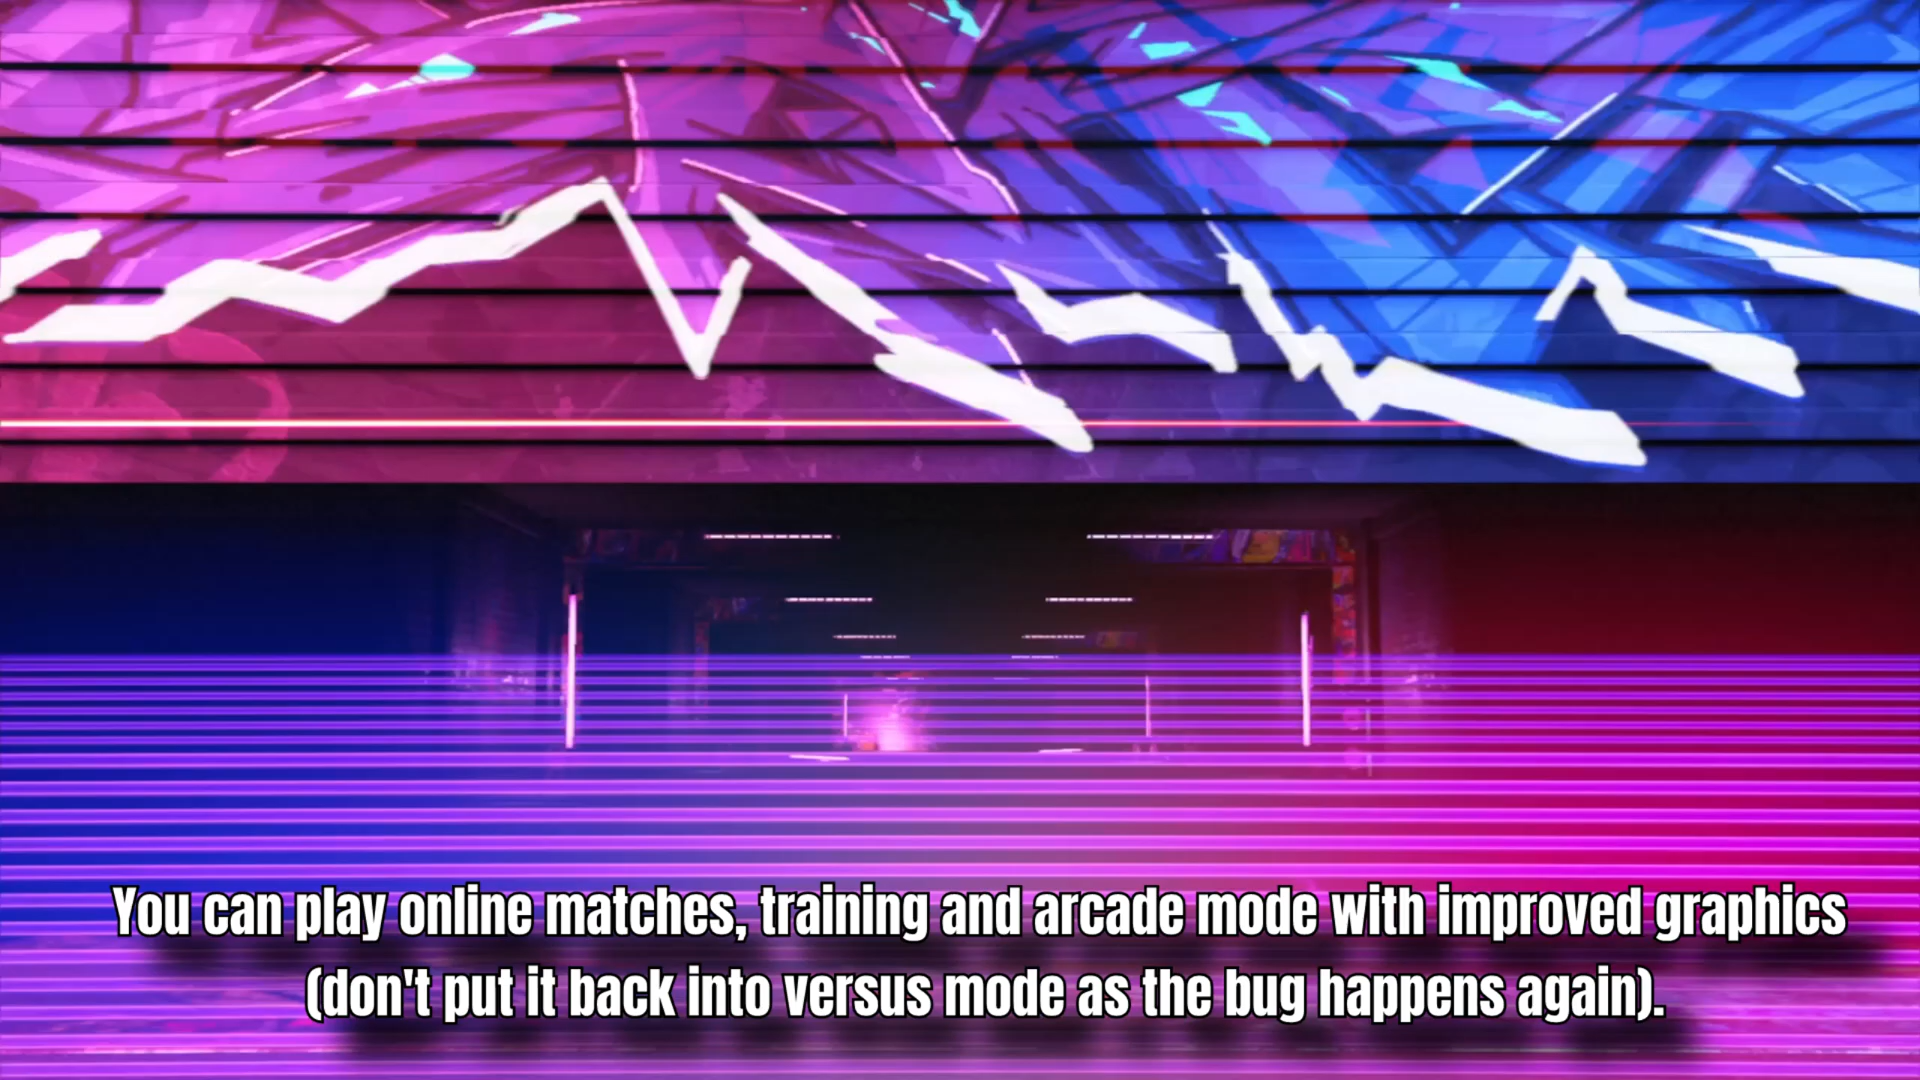 You can play online matches, training and arcade mode with improved graphics
(don't put it back into versus mode as the bug happens again).